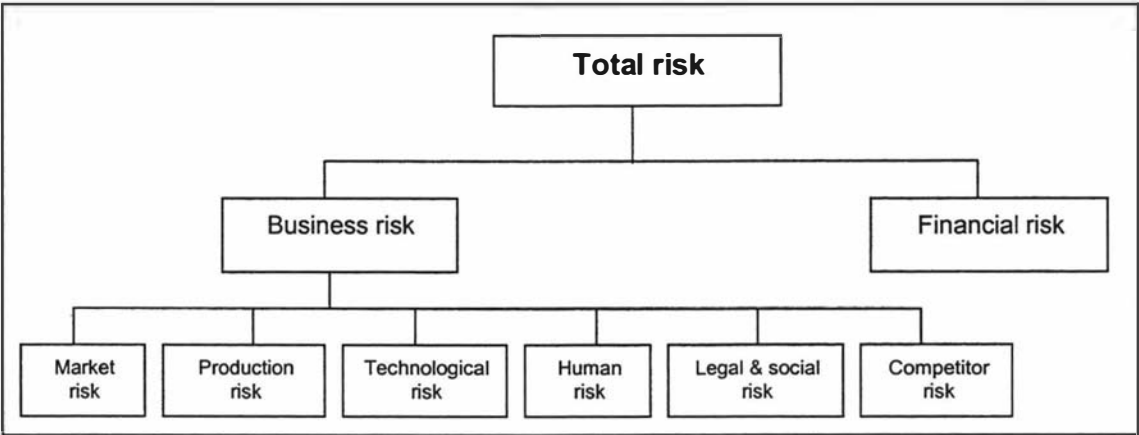 Total risk
Business risk
Financial risk
Market
risk
Production
risk
Technological
risk
Human
risk
Legal & social
risk
Competitor
risk